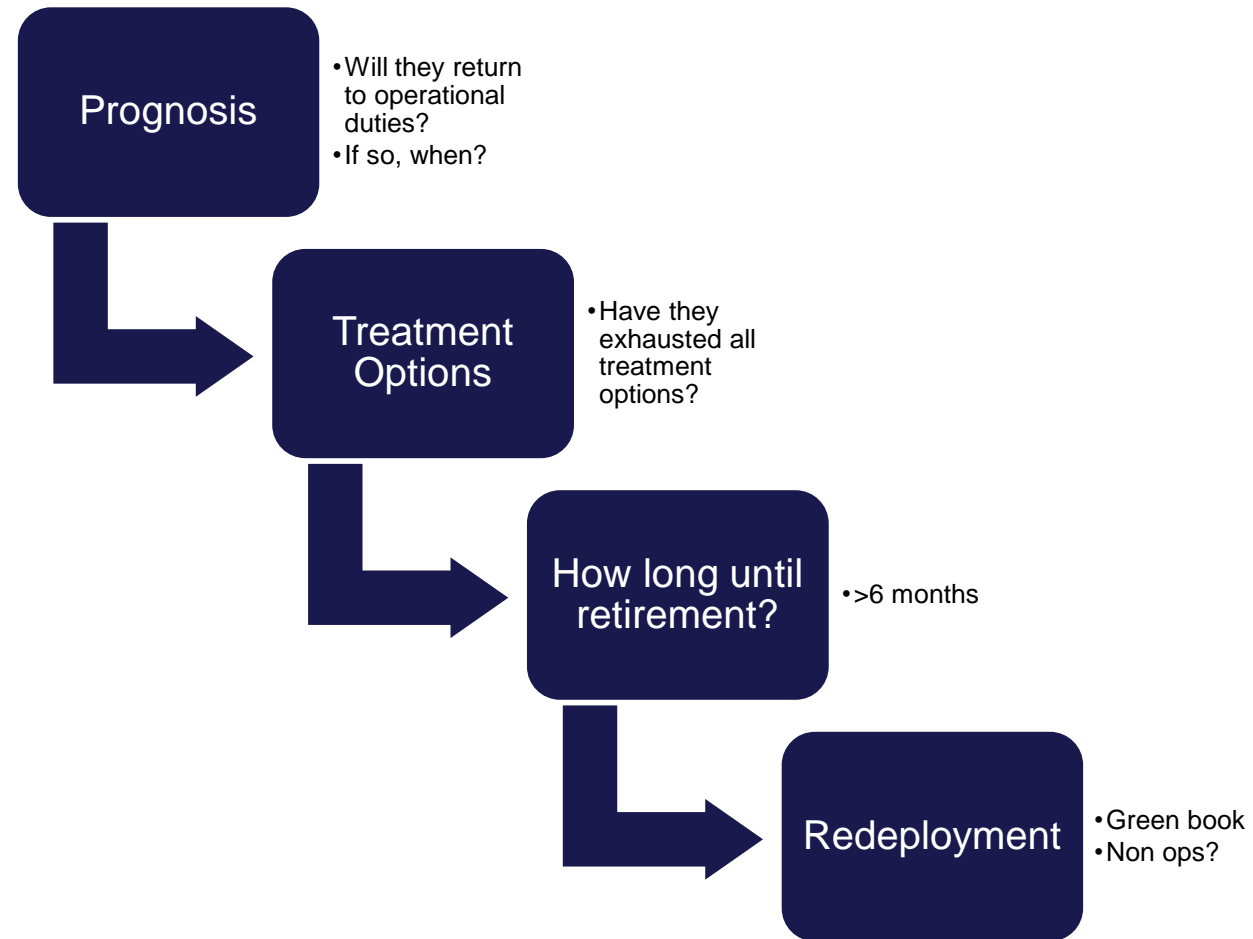 Prognosis
•Will they return
to operational
duties?
•If so, when?
Treatment
Options
•Have they
exhausted all
treatment
options?
How long until
retirement?
•>6 months
Redeployment
•Green book
•Non ops?